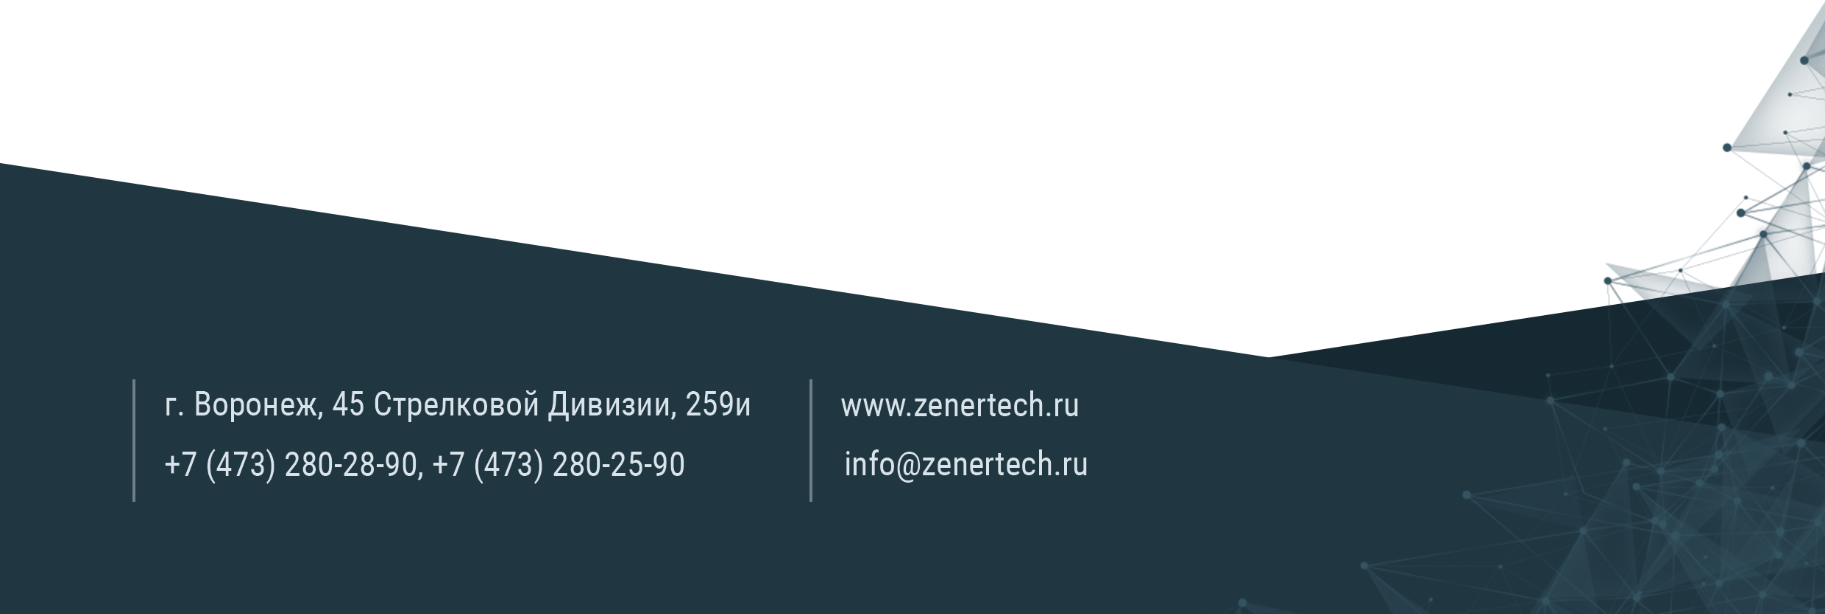 г. Воронеж, 45 Стрелковой Дивизии, 259и
+7 (473) 280-28-90, +7 (473) 280-25-90
www.zenertech.ru
info@zenertech.ru